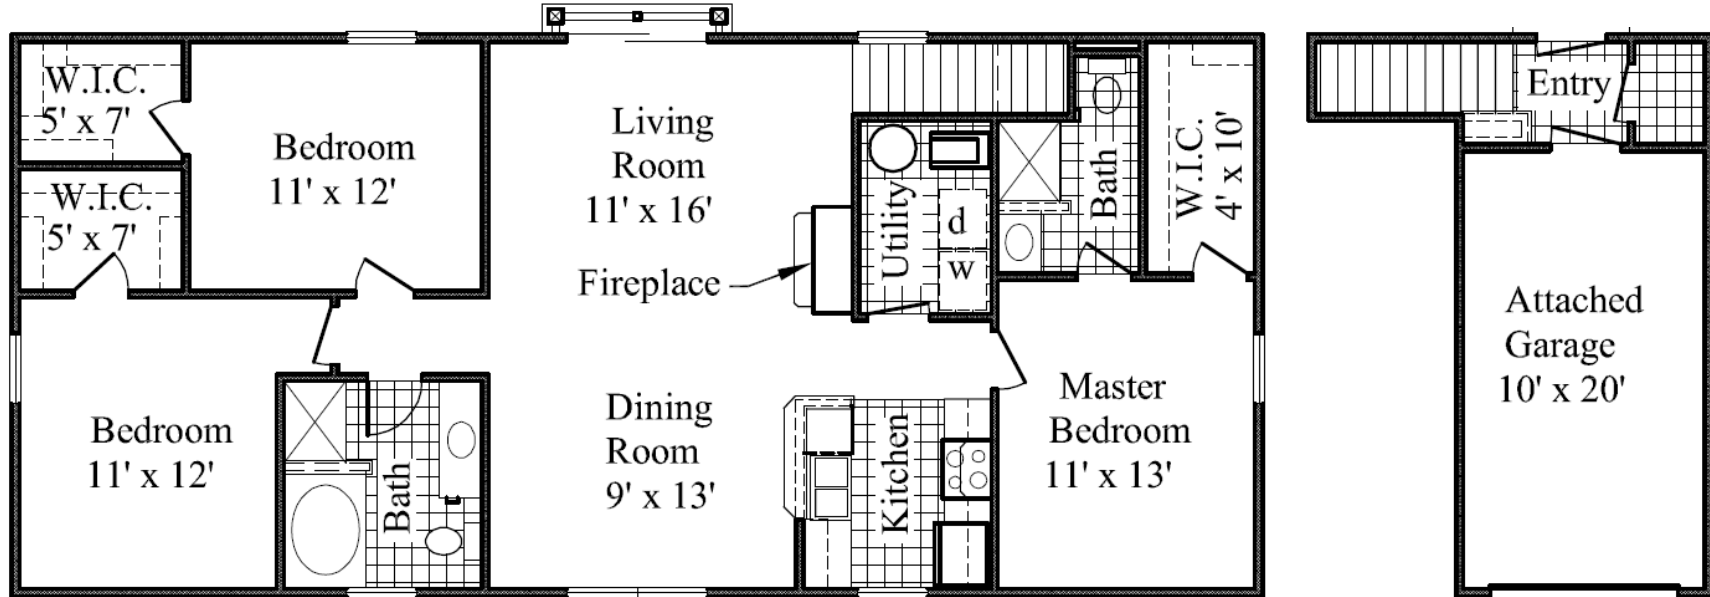 W.I.C.
5' x 7'
Bedroom
11' x 12'
W.I.C.
5' x 7'
Living
Room
11' x 16'
Fireplace
Utility
d
w
Bath
W.I.C.
4' x 10'
Entry
Bedroom
11' x 12'
Bath
Dining
Room
9' x 13'
Kitchen
Master
Bedroom
11' x 13'
Attached
Garage
10' x 20'